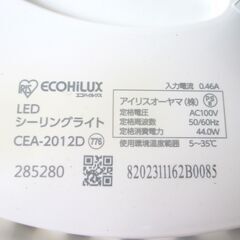 ECOHiLUX
エコハイルクス
LED
シーリングライト
CEA-2012D 776
285280
入力電流 0.46A
アイリスオーヤマ(株)
定格電圧 AC100V
定格周波数 50/60Hz
定格消費電力 44.0W
使用環境温度範囲 5~35℃
8202311162B0085